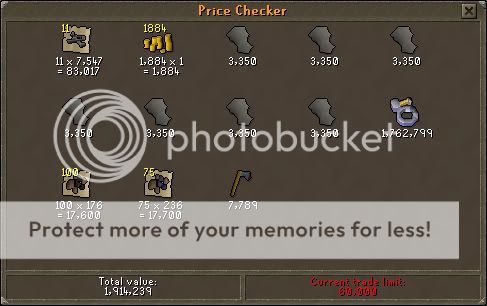 Price Checker
11 1884
11 x 7,547 1,884 x 1 3,350 3,350 3,350
= 83,017 = 1,884
3,350 3,350 3,350 3,350 1,762,799
photobucket
100 75
100 x 176 75 x 236 7,789
= 17,600 = 17,700
Protect more of your memories for less!
Total value: Current trade limit:
1,914,239 60,000